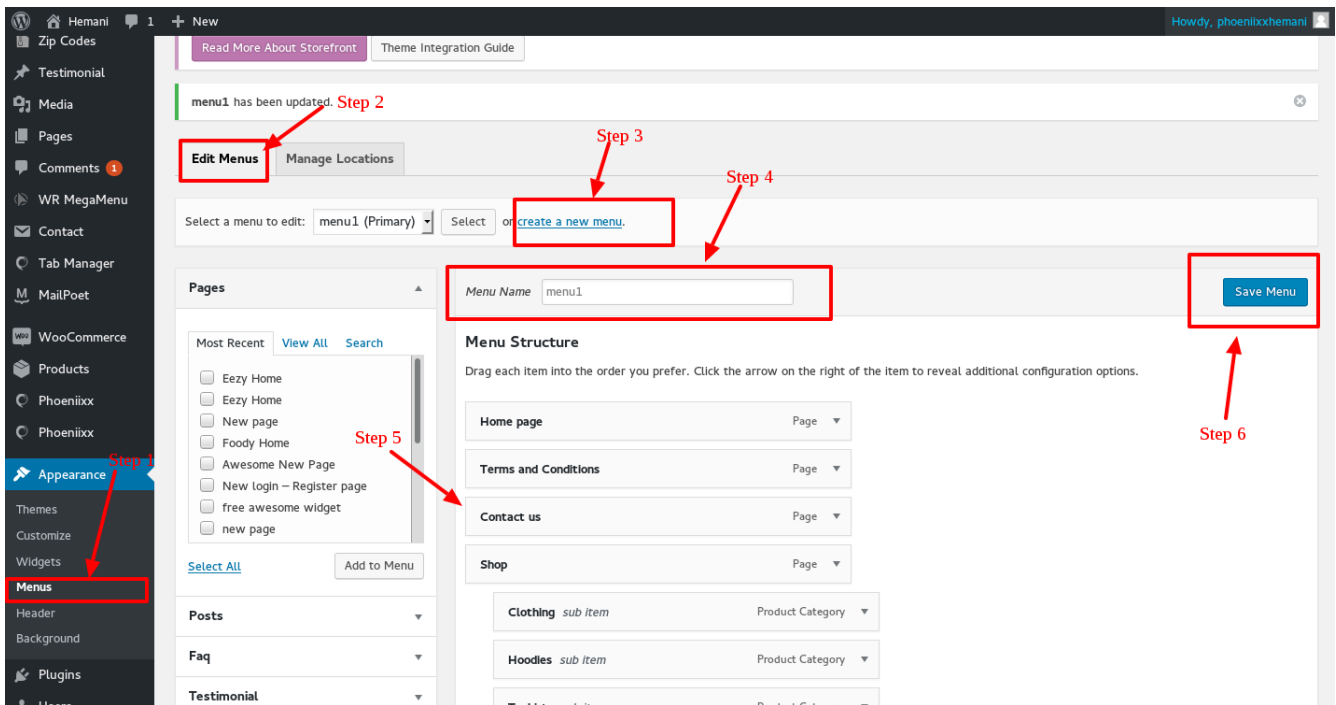 Hemani 1 + New Howdy, phoeniixxhemani
Zip Codes
Testimonial
Media
Pages
Comments 1
WR MegaMenu
Contact
Tab Manager
MailPoet
WooCommerce
Products
Phoeniixx
Phoeniixx
Step 1
Appearance
Themes
Customize
Widgets
Menus
Header
Background
Plugins
Users
Read More About Storefront Theme Integration Guide
menu1 has been updated. Step 2
Step 3
Edit Menus Manage Locations
Step 4
Select a menu to edit: menu1 (Primary) Select or create a new menu.
Pages
Most Recent View All Search
Eezy Home
Eezy Home
New page
Foody Home
Awesome New Page
New login – Register page
free awesome widget
new page
Select All Add to Menu
Posts
Faq
Testimonial
Menu Name menu1 Save Menu
Menu Structure
Drag each item into the order you prefer. Click the arrow on the right of the item to reveal additional configuration options.
Home page Page
Step 5
Step 6
Terms and Conditions Page
Contact us Page
Shop Page
Clothing sub item Product Category
Hoodies sub item Product Category